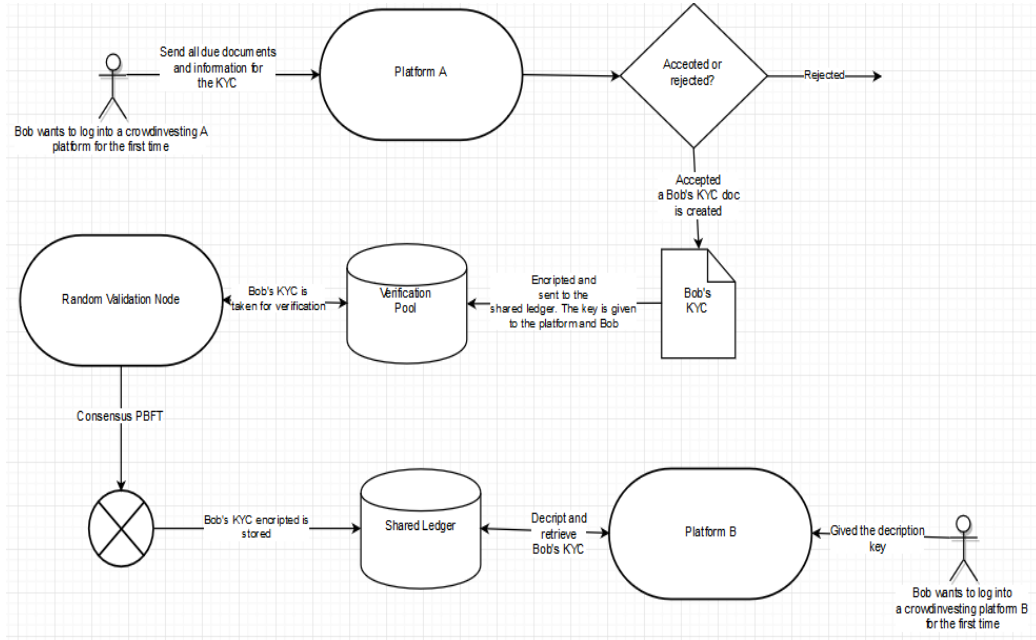 Send all due documents
and information for
the KYC
Platform A
Acceoted or
rejected?
Rejected
Bob wants to log into a crowdinvesting A
platform for the first time
Accepted
a Bob's KYC doc
is created
Random Validation Node
Bob's KYC is
taken for verification
Verification
Pool
Encripted and
sent to the
shared ledger. The key is given
to the platform and Bob
Bob's
KYC
Consensus PBFT
Bob's KYC encripted is
stored
Shared Ledger
Decript and
retrieve
Bob's KYC
Platform B
Gived the decription
key
Bob wants to log into
a crowdinvesting platform B
for the first time